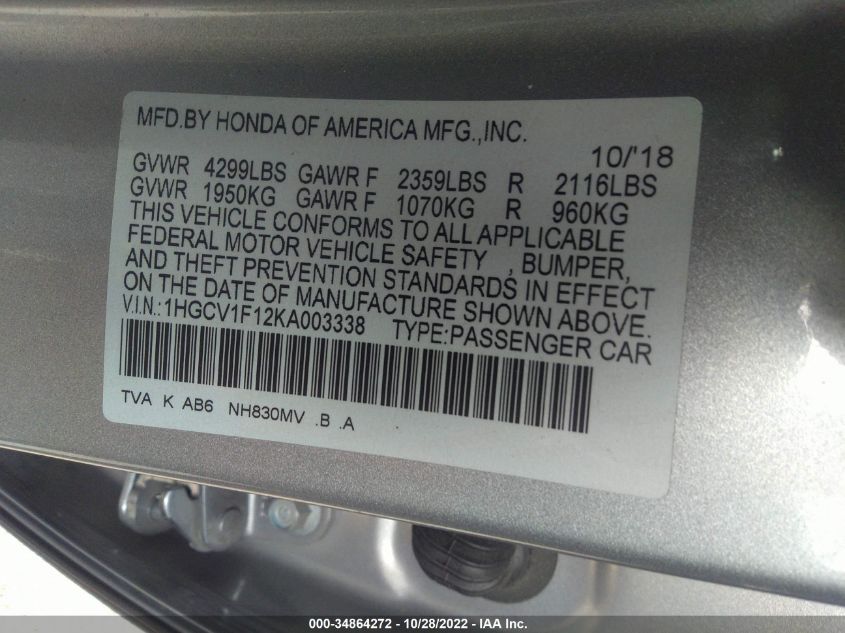 MFD.BY HONDA OF AMERICA MFG.,INC.
10/'18
GVWR 4299LBS GAWR F 2359LBS R 2116LBS
GVWR 1950KG GAWR F 1070KG R 960KG
THIS VEHICLE CONFORMS TO ALL APPLICABLE
FEDERAL MOTOR VEHICLE SAFETY , BUMPER,
AND THEFT PREVENTION STANDARDS IN EFFECT
ON THE DATE OF MANUFACTURE SHOWN ABOVE.
V.I.N.:1HGCV1F12KA003338 TYPE:PASSENGER CAR
TVA K AB6 NH830MV .B .A
000-34864272 - 10/28/2022 - IAA Inc.